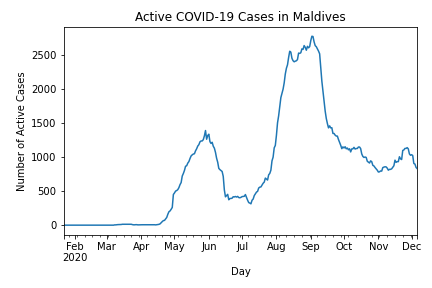 Active COVID-19 Cases in Maldives
Number of Active Cases
2500
2000
1500
1000
500
0
Feb Mar Apr May Jun Jul Aug Sep Oct Nov Dec
2020
Day